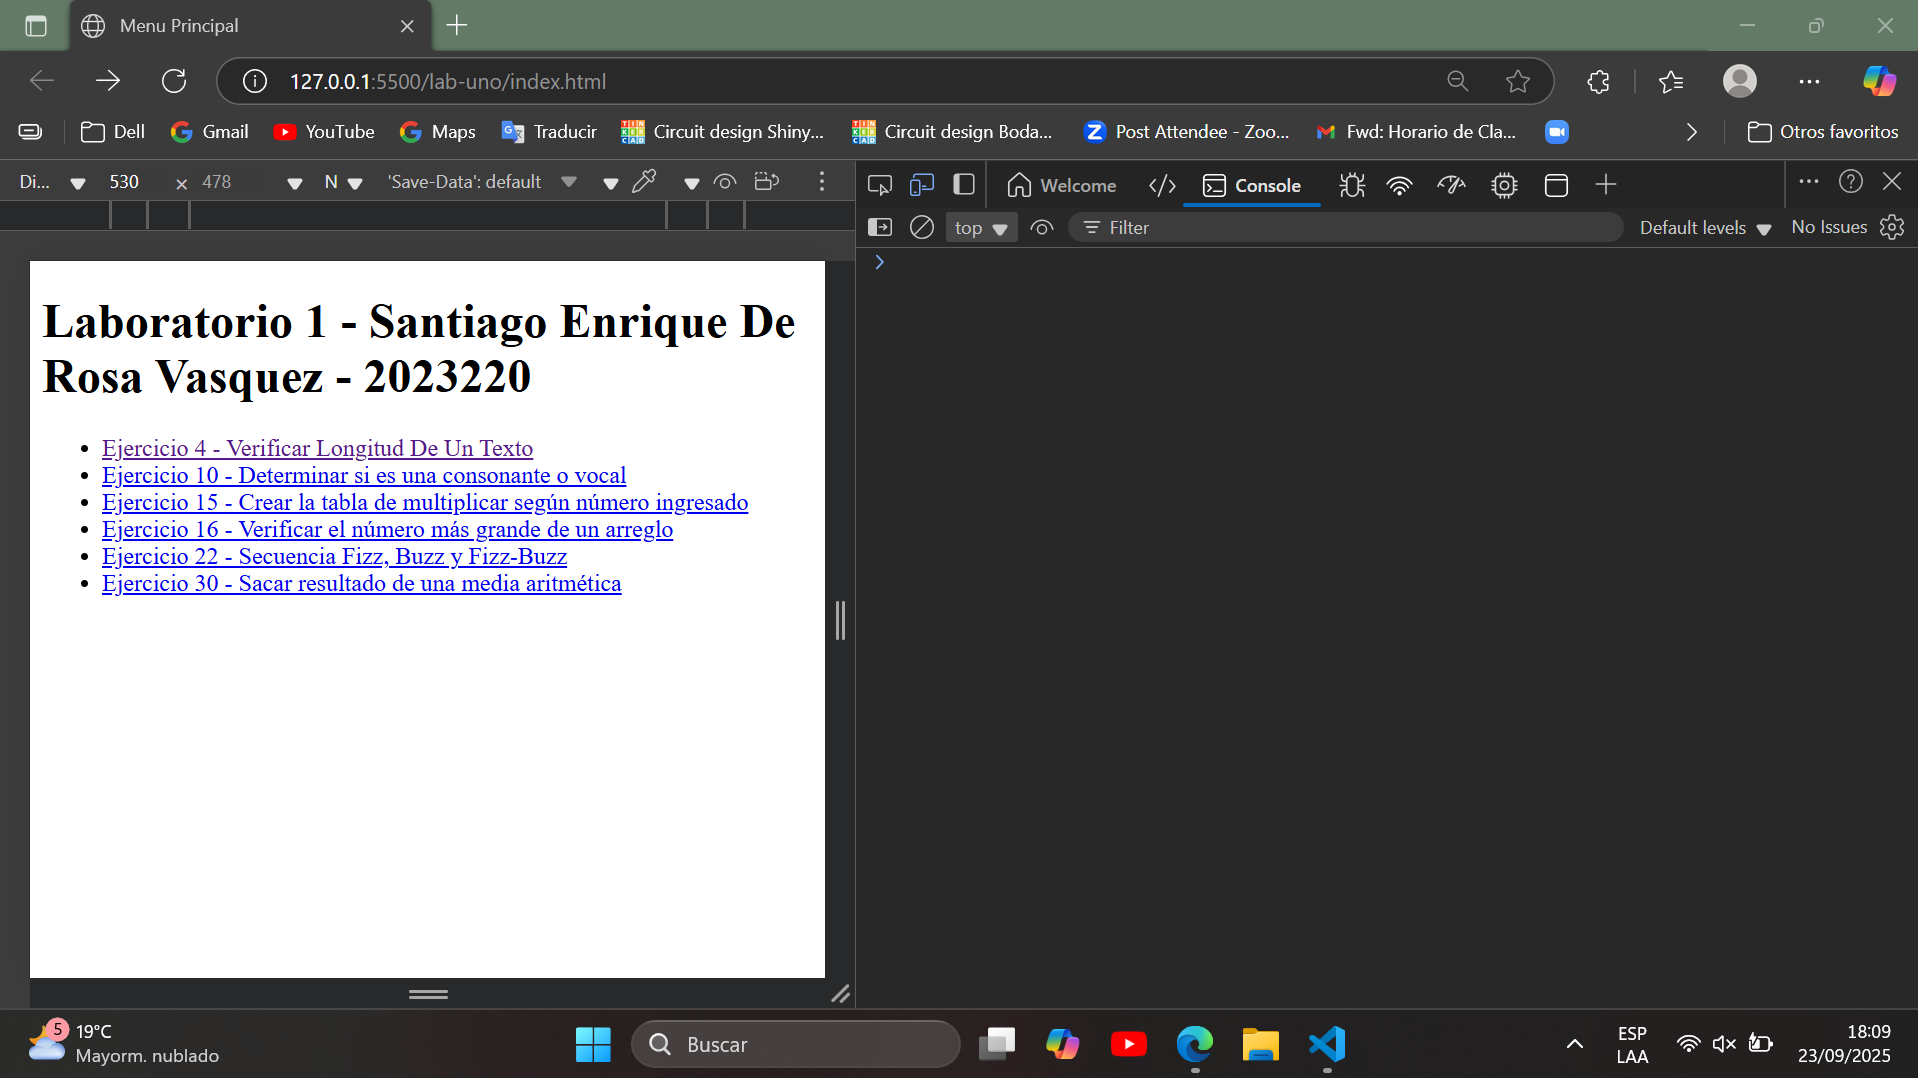 Menu Principal
127.0.0.1:5500/lab-uno/index.html
Dell
Gmail
YouTube
Maps
Traducir
TIN
KER
CAD
Circuit design Shiny...
TIN
KER
CAD
Circuit design Boda...
Post Attendee - Zoo...
Fwd: Horario de Cla...
Otros favoritos
Di...
530
×
478
N
'Save-Data': default
Welcome
Console
top
Filter
Default levels
No Issues
Laboratorio 1 - Santiago Enrique De
Rosa Vasquez - 2023220
Ejercicio 4 - Verificar Longitud De Un Texto
Ejercicio 10 - Determinar si es una consonante o vocal
Ejercicio 15 - Crear la tabla de multiplicar según número ingresado
Ejercicio 16 - Verificar el número más grande de un arreglo
Ejercicio 22 - Secuencia Fizz, Buzz y Fizz-Buzz
Ejercicio 30 - Sacar resultado de una media aritmética
5
19°C
Mayorm. nublado
Buscar
ESP
LAA
18:09
23/09/2025